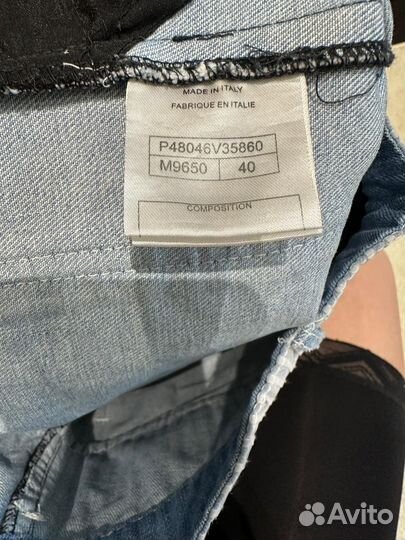 MADE IN ITALY
FABRIQUE EN ITALIE
P48046V35860
M9650 40
COMPOSITION
Avito